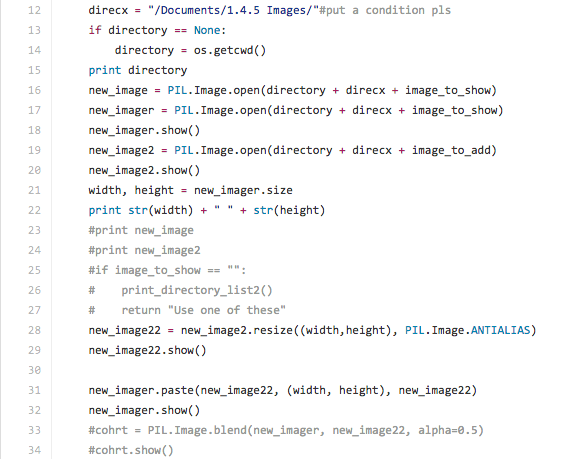 12 direcx = "/Documents/1.4.5 Images/"#put a condition pls
13 if directory == None:
14     directory = os.getcwd()
15 print directory
16 new_image = PIL.Image.open(directory + direcx + image_to_show)
17 new_imager = PIL.Image.open(directory + direcx + image_to_show)
18 new_imager.show()
19 new_image2 = PIL.Image.open(directory + direcx + image_to_add)
20 new_image2.show()
21 width, height = new_imager.size
22 print str(width) + " " + str(height)
23 #print new_image
24 #print new_image2
25 #if image_to_show == "":
26 #    print_directory_list2()
27 #    return "Use one of these"
28 new_image22 = new_image2.resize((width,height), PIL.Image.ANTIALIAS)
29 new_image22.show()
30
31 new_imager.paste(new_image22, (width, height), new_image22)
32 new_imager.show()
33 #cohrt = PIL.Image.blend(new_imager, new_image22, alpha=0.5)
34 #cohrt.show()